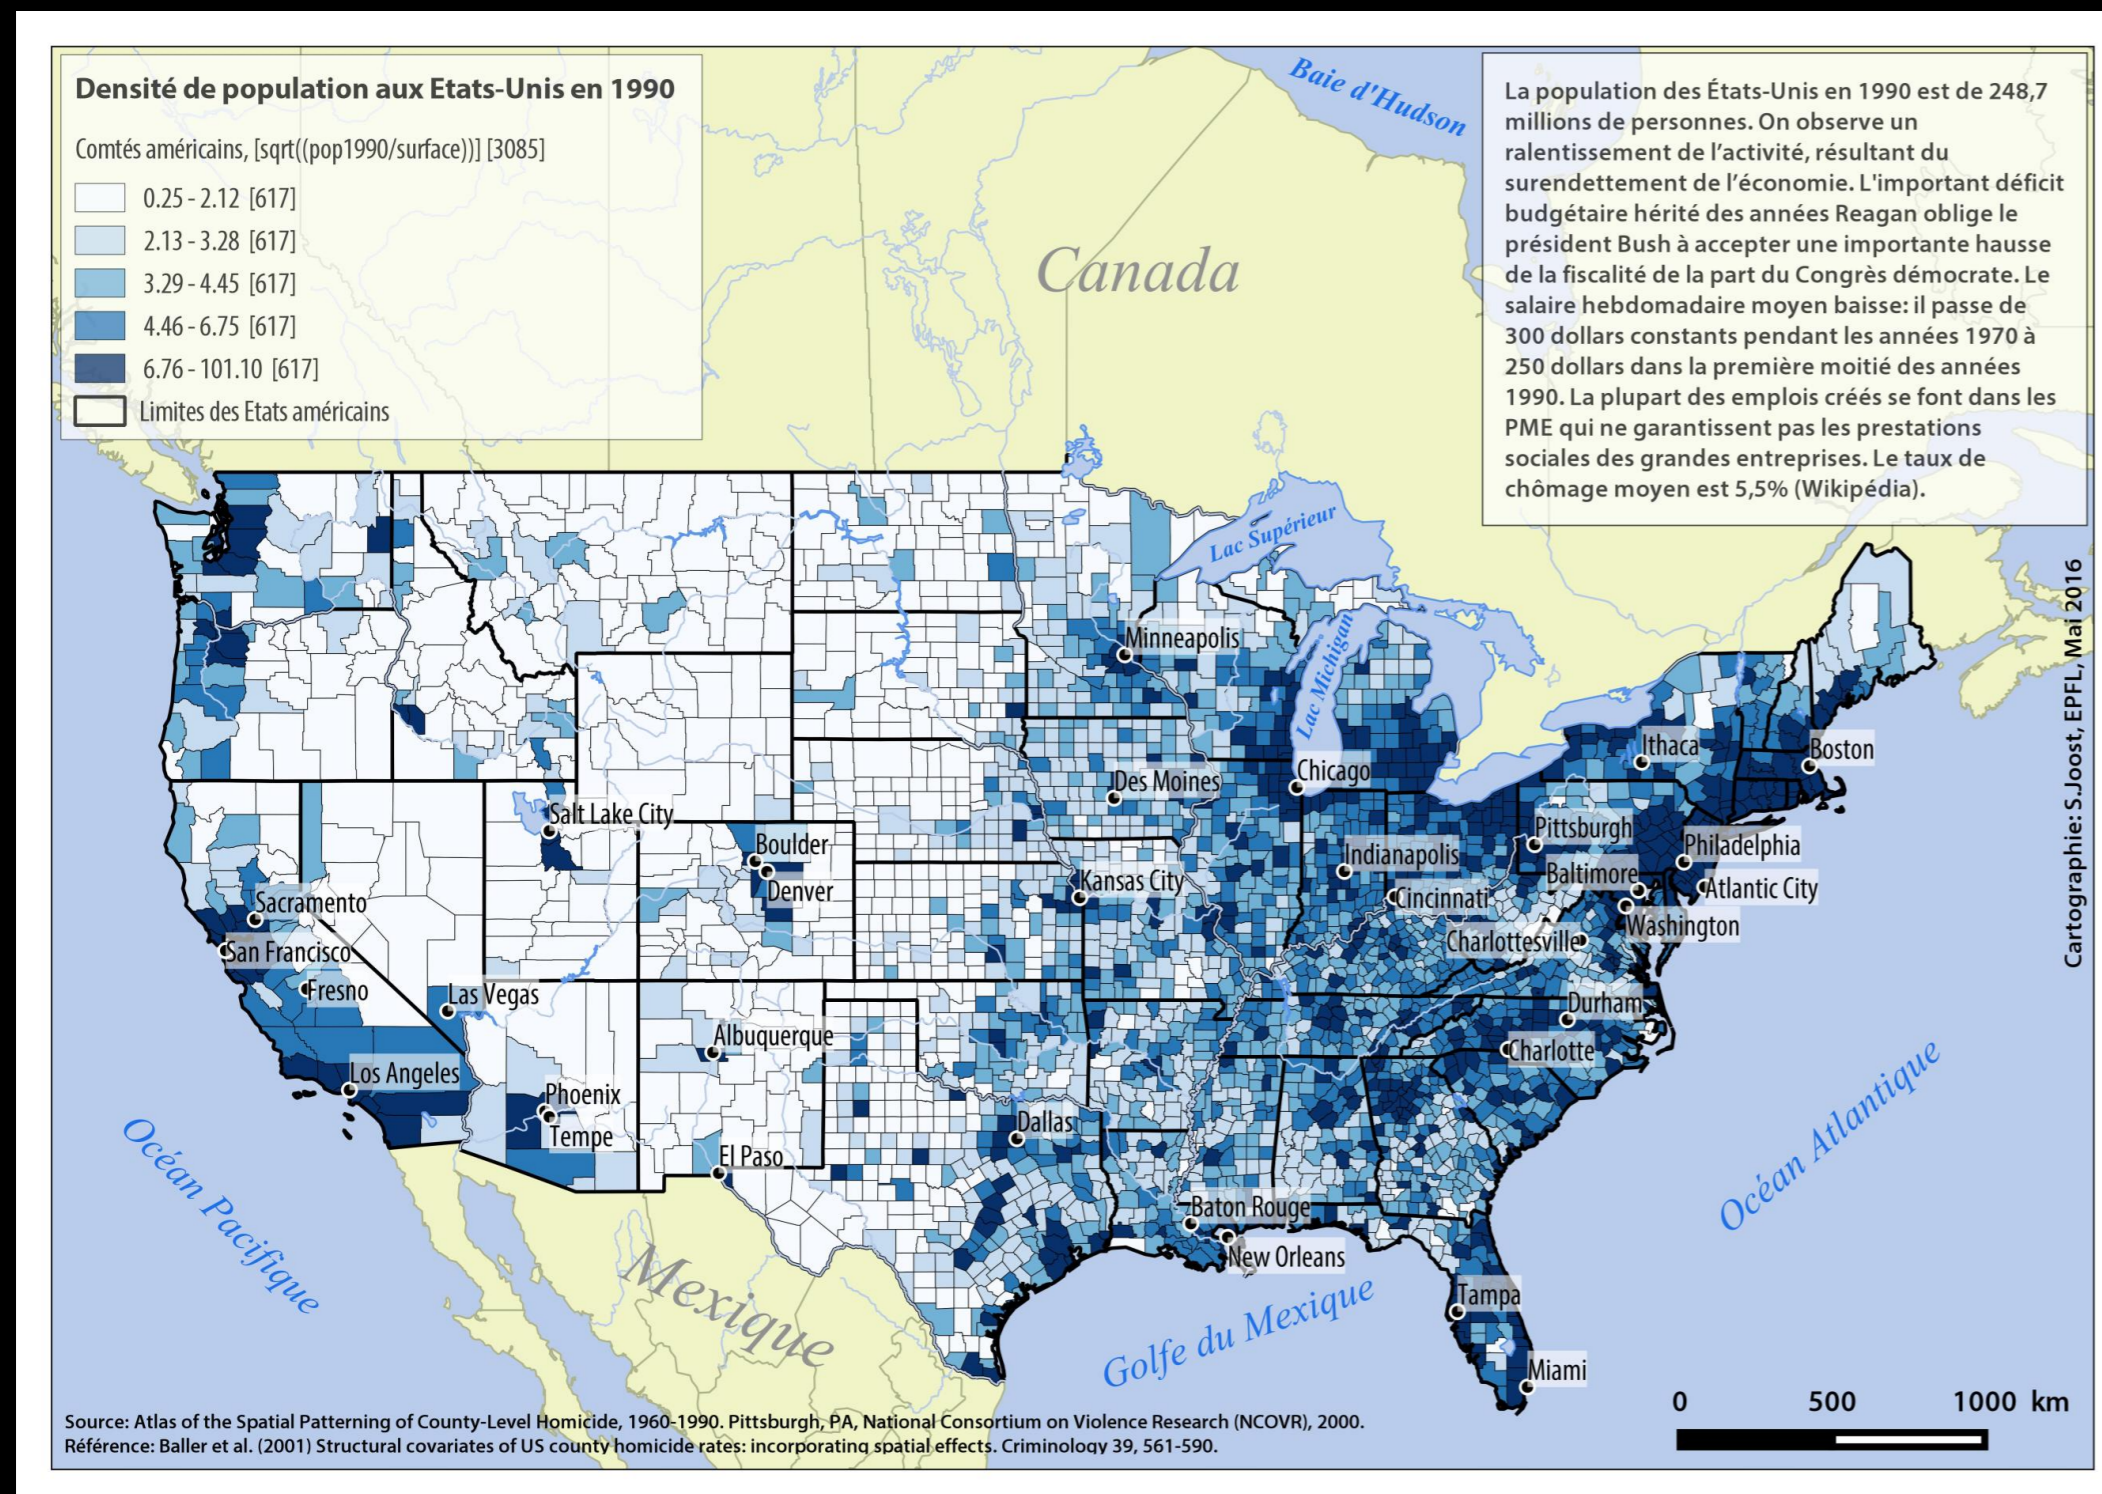 Densité de population aux Etats-Unis en 1990
Comtés américains, [sqrt((pop1990/surface))] [3085]
0.25 - 2.12 [617]
2.13 - 3.28 [617]
3.29 - 4.45 [617]
4.46 - 6.75 [617]
6.76 - 101.10 [617]
Limites des Etats américains
La population des États-Unis en 1990 est de 248,7
millions de personnes. On observe un
ralentissement de l'activité, résultant du
surendettement de l'économie. L'important déficit
budgétaire hérité des années Reagan oblige le
président Bush à accepter une importante hausse
de la fiscalité de la part du Congrès démocrate. Le
salaire hebdomadaire moyen baisse: il passe de
300 dollars constants pendant les années 1970 à
250 dollars dans la première moitié des années
1990. La plupart des emplois créés se font dans les
PME qui ne garantissent pas les prestations
sociales des grandes entreprises. Le taux de
chômage moyen est 5,5% (Wikipédia).
Baie d'Hudson
Canada
Lac Supérieur
Lac Michigan
Minneapolis
Ithaca
Boston
Chicago
Des Moines
Salt Lake City
Pittsburgh
Philadelphia
Boulder
Indianapolis
Baltimore
Denver
Kansas City
Atlantic City
Cincinnati
Sacramento
Washington
San Francisco
Charlottesville
Fresno
Las Vegas
Durham
Albuquerque
Charlotte
Los Angeles
Phoenix
Dallas
Tempe
El Paso
Baton Rouge
New Orleans
Tampa
Miami
Océan Pacifique
Mexique
Golfe du Mexique
Océan Atlantique
Cartographie: S.Joost, EPFL, Mai 2016
0 500 1000 km
Source: Atlas of the Spatial Patterning of County-Level Homicide, 1960-1990. Pittsburgh, PA, National Consortium on Violence Research (NCOVR), 2000.
Référence: Baller et al. (2001) Structural covariates of US county homicide rates: incorporating spatial effects. Criminology 39, 561-590.